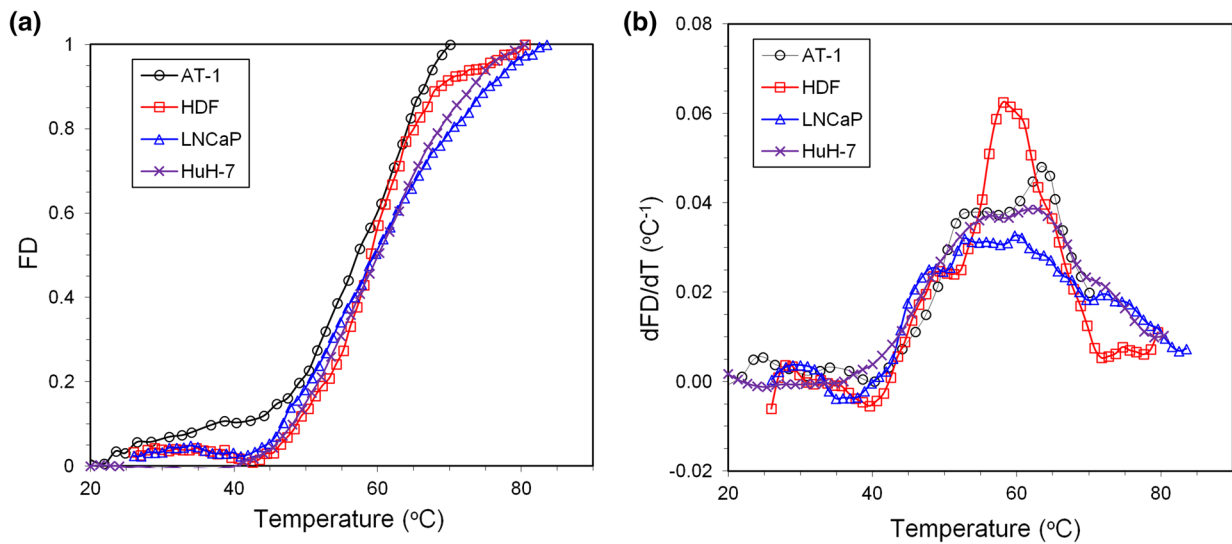 (a)
1
0.8
0.6
0.4
0.2
0
FD
20 40 60 80
Temperature (°C)
AT-1
HDF
LNCaP
HuH-7
(b)
0.08
0.06
0.04
0.02
0.00
-0.02
dFD/dT (°C⁻¹)
20 40 60 80 100
Temperature (°C)
AT-1
HDF
LNCaP
HuH-7